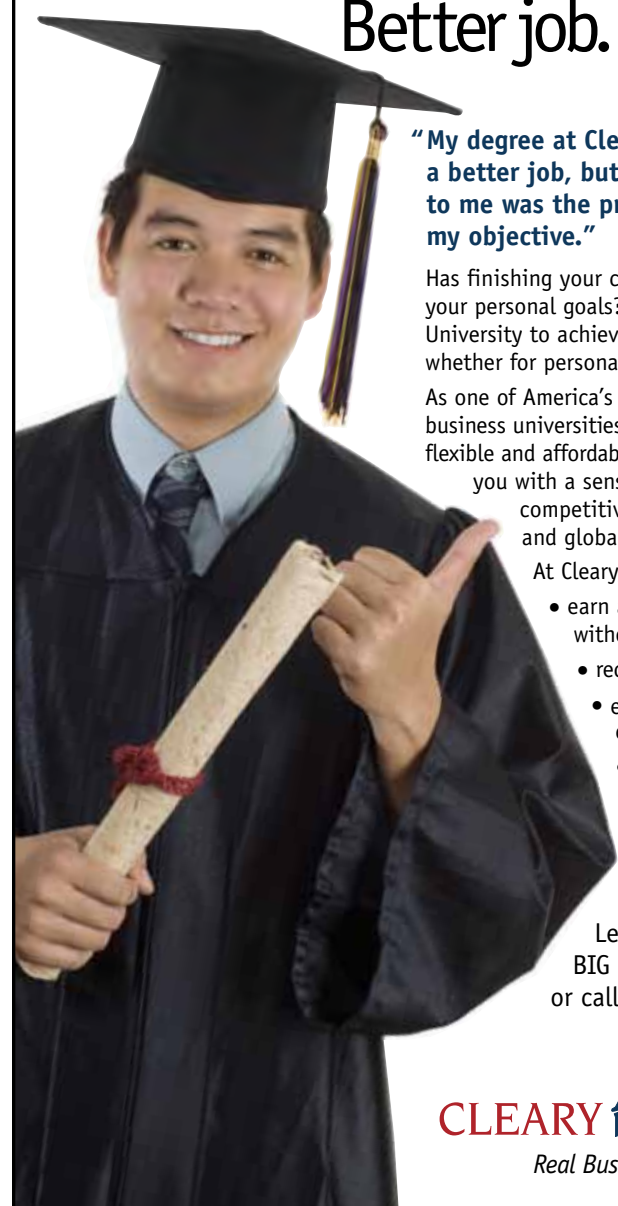 Better job.
“My degree at Cle
a better job, but
to me was the pr
my objective.”
Has finishing your c
your personal goals?
University to achiev
whether for persona
As one of America's
business universities
flexible and affordab
you with a sens
competitiv
and globa
At Cleary
• earn
witho
• rec
• e
Le
BIG
or call
CLEARY
Real Bus